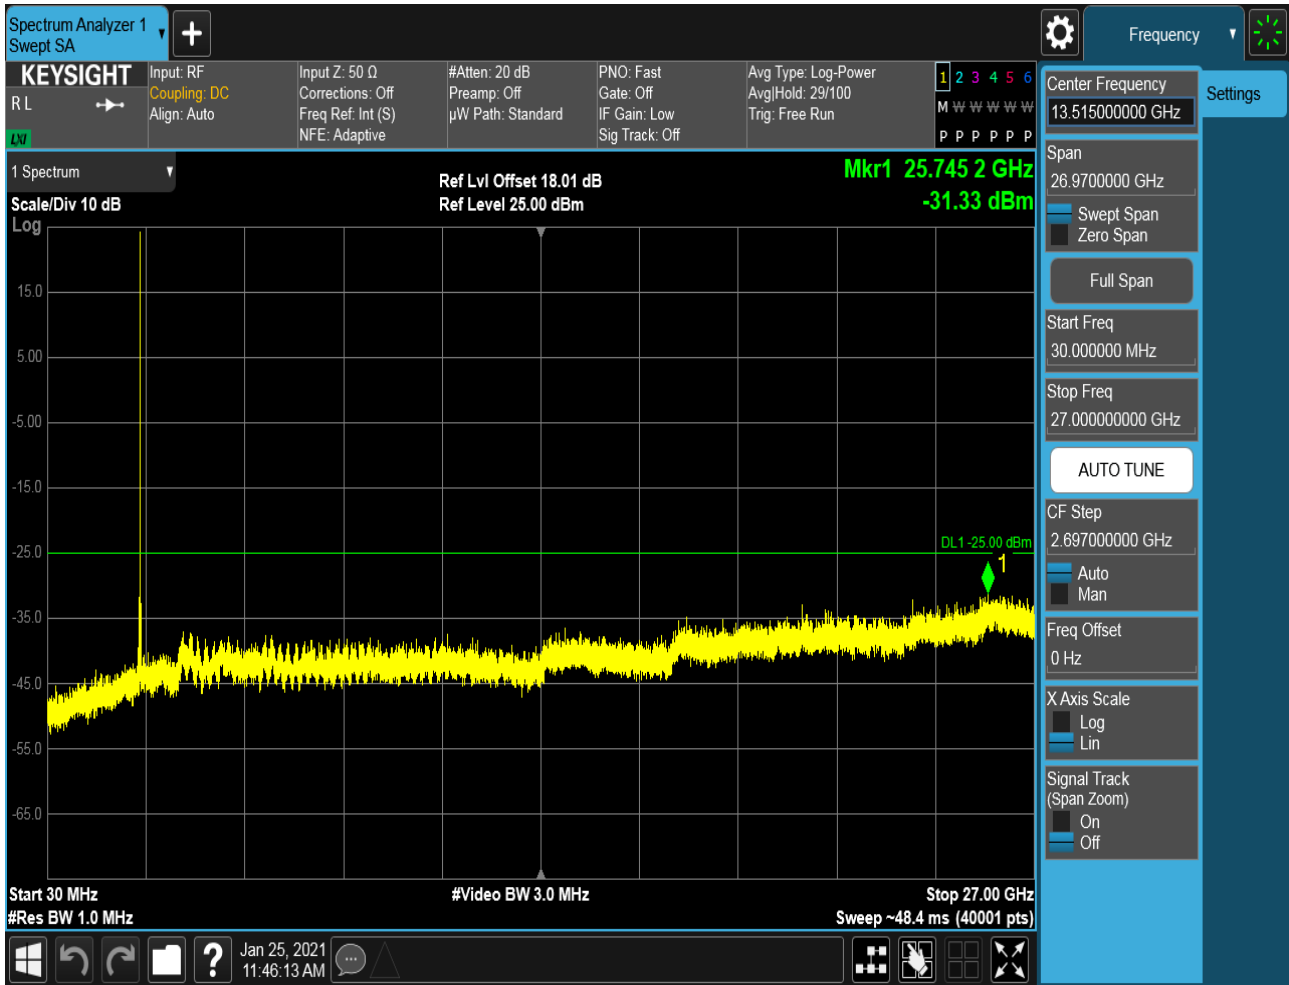 Spectrum Analyzer 1
Swept SA
Frequency
KEYSIGHT
R L
LXI
Input: RF
Coupling: DC
Align: Auto
Input Z: 50 Ω
Corrections: Off
Freq Ref: Int (S)
NFE: Adaptive
#Atten: 20 dB
Preamp: Off
µW Path: Standard
PNO: Fast
Gate: Off
IF Gain: Low
Sig Track: Off
Avg Type: Log-Power
Avg|Hold: 29/100
Trig: Free Run
1 2 3 4 5 6
M W W W W W
P P P P P P
1 Spectrum
Scale/Div 10 dB
Log
Ref Lvl Offset 18.01 dB
Ref Level 25.00 dBm
Mkr1 25.745 2 GHz
-31.33 dBm
15.0
5.00
-5.00
-15.0
-25.0
-35.0
-45.0
-55.0
-65.0
DL1 -25.00 dBm
1
Start 30 MHz
#Res BW 1.0 MHz
#Video BW 3.0 MHz
Stop 27.00 GHz
Sweep ~48.4 ms (40001 pts)
Center Frequency
13.515000000 GHz
Settings
Span
26.9700000 GHz
Swept Span
Zero Span
Full Span
Start Freq
30.000000 MHz
Stop Freq
27.000000000 GHz
AUTO TUNE
CF Step
2.697000000 GHz
Auto
Man
Freq Offset
0 Hz
X Axis Scale
Log
Lin
Signal Track
(Span Zoom)
On
Off
?
Jan 25, 2021
11:46:13 AM